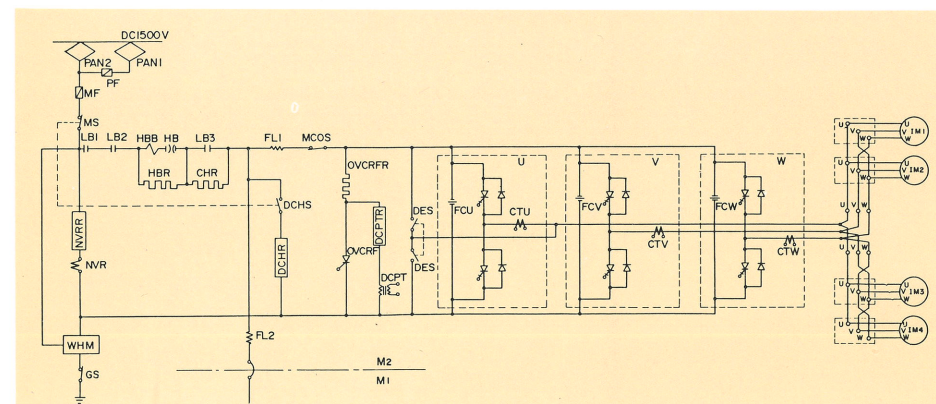 DC1500V
PAN2 PAN1
PF
MF
MS
LB1 LB2 HBB HB LB3 FL1 MCOS
HBR CHR
OVCRFR
DCHS
NVRR
DCHR
DCPTR
OVCRF
NVR
DCPT
DES
DES
WHM
GS
FL2
M2
M1
U
FCU
CTU
V
FCV
CTV
W
FCW
CTW
U V W
U V W IM1
U
U V W IM2
U V W
U V W
U V W
U V W IM3
U V W
U V W IM4